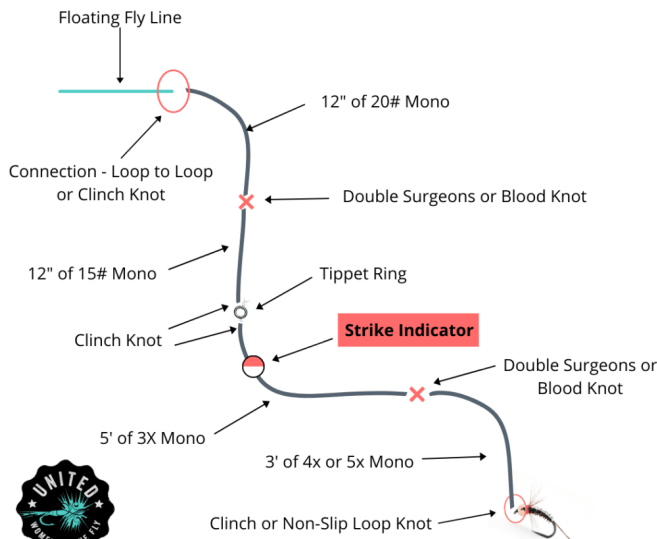 Floating Fly Line
12" of 20# Mono
Connection - Loop to Loop
or Clinch Knot
Double Surgeons or Blood Knot
12" of 15# Mono
Tippet Ring
Clinch Knot
Strike Indicator
Double Surgeons or
Blood Knot
5' of 3X Mono
3' of 4x or 5x Mono
UNITED
Clinch or Non-Slip Loop Knot